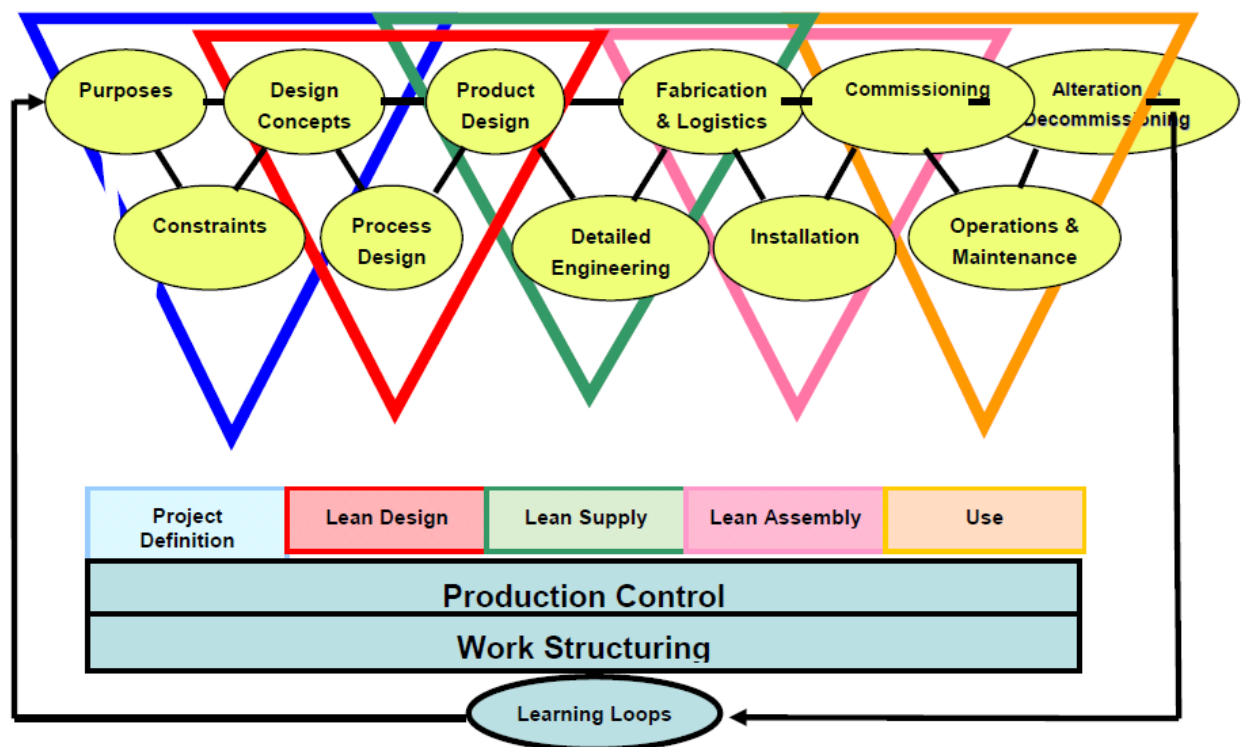 Purposes
Design
Concepts
Product
Design
Fabrication
& Logistics
Commissioning
Alteration &
Decommissioning
Constraints
Process
Design
Detailed
Engineering
Installation
Operations &
Maintenance
Project
Definition
Lean Design
Lean Supply
Lean Assembly
Use
Production Control
Work Structuring
Learning Loops